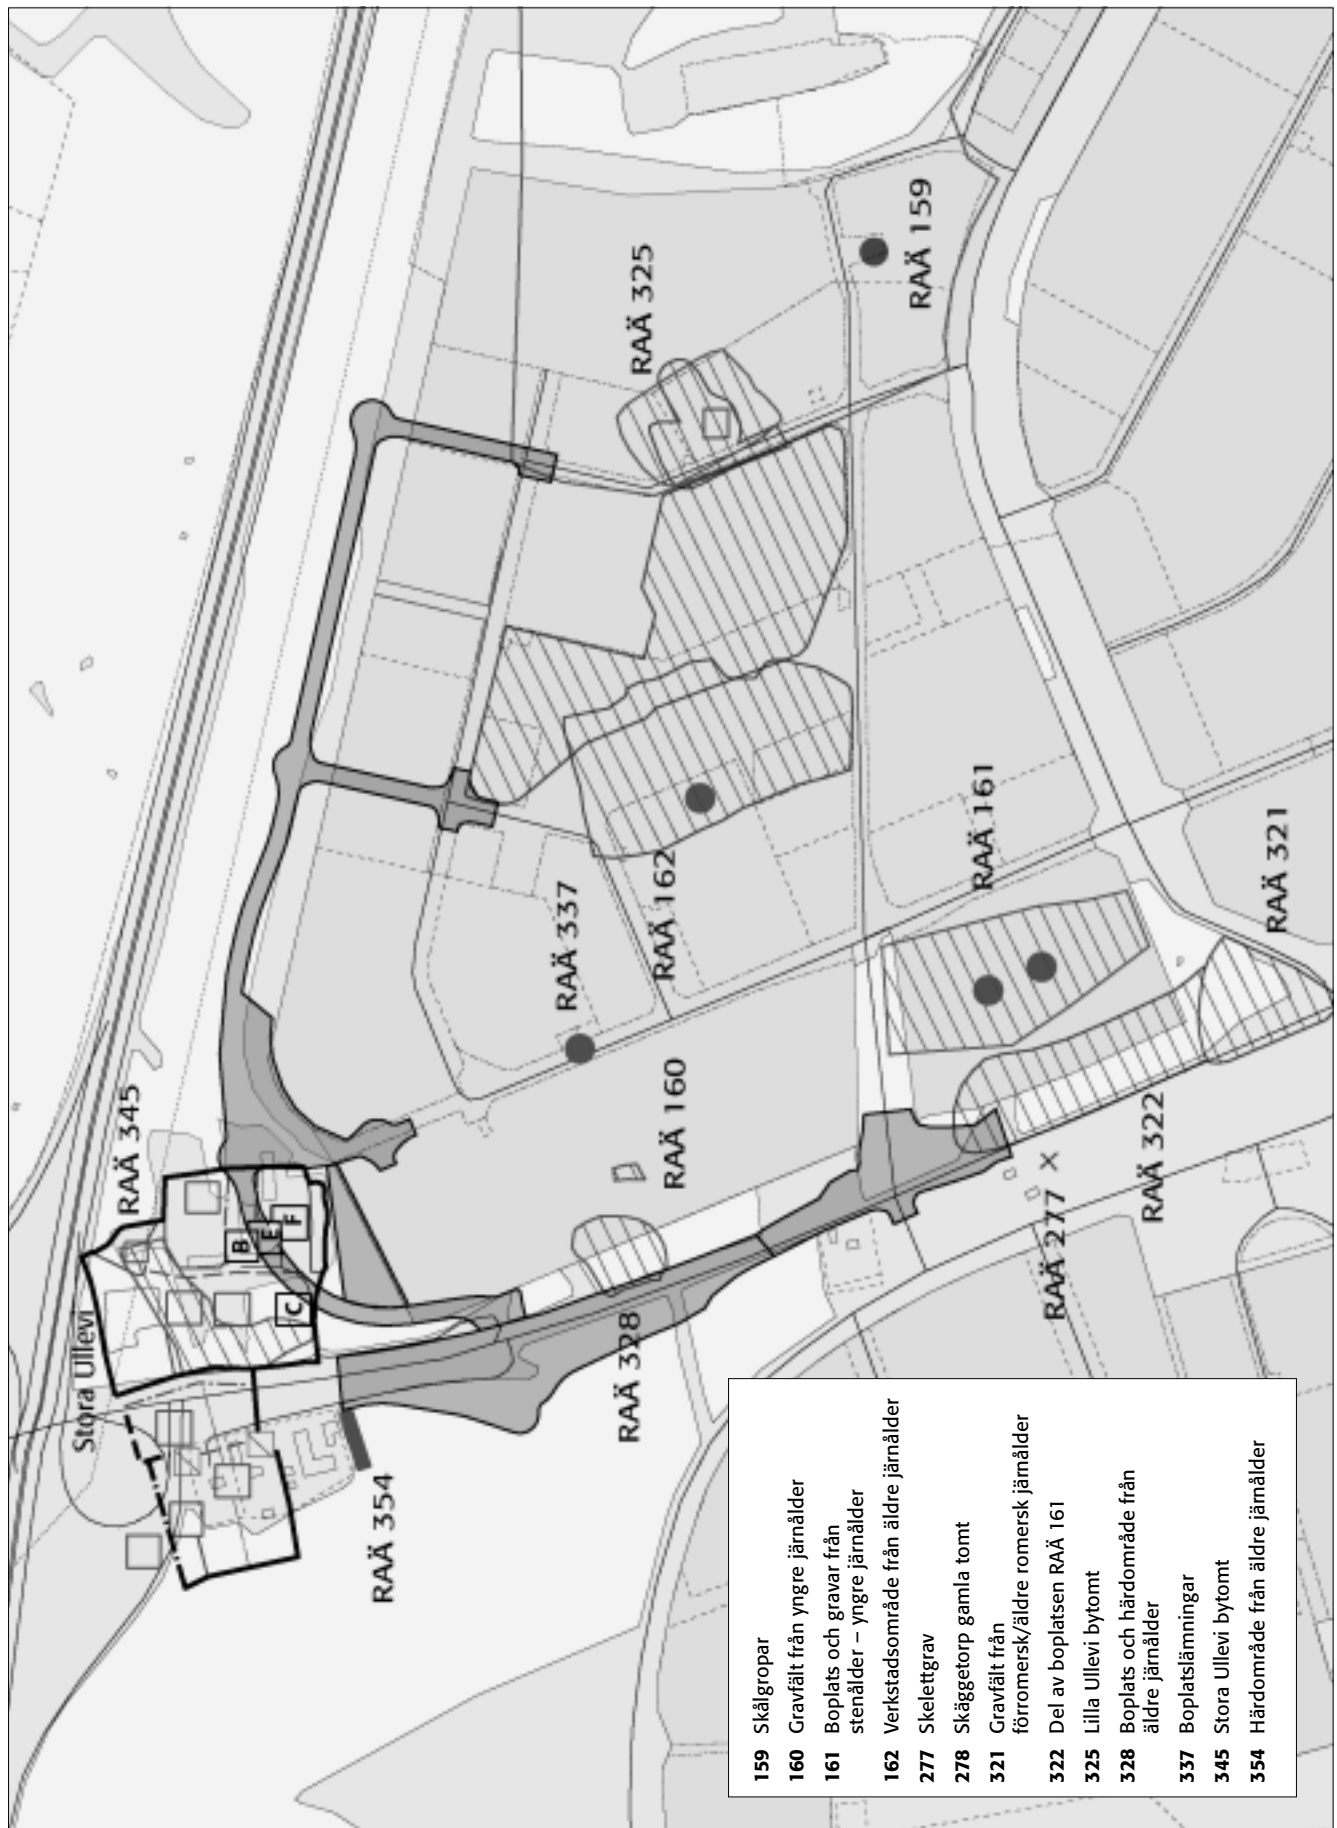 Stora Ullevi
RAÄ 345
RAÄ 354
B
E
F
C
RAÄ 328
RAÄ 160
RAÄ 337
RAÄ 162
RAÄ 325
RAÄ 159
RAÄ 161
RAÄ 277
X
RAÄ 322
RAÄ 321
159 Skålgropar
160 Gravfält från yngre järnålder
161 Boplats och gravar från
stenålder – yngre järnålder
162 Verkstadsområde från äldre järnålder
277 Skelettgrav
278 Skäggetorp gamla tomt
321 Gravfält från
förromersk/äldre romersk järnålder
322 Del av boplatsen RAÄ 161
325 Lilla Ullevi bytomt
328 Boplats och härdområde från
äldre järnålder
337 Boplatslämningar
345 Stora Ullevi bytomt
354 Härdområde från äldre järnålder